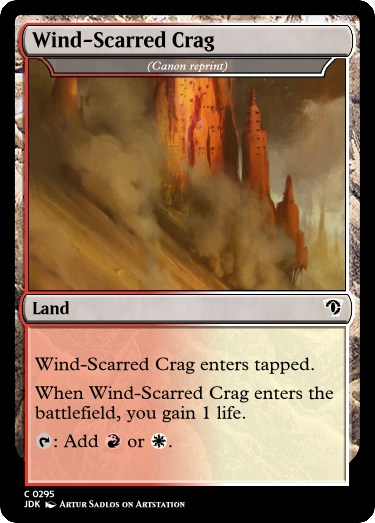 Wind-Scarred Crag
(Canon reprint)
Land
Wind-Scarred Crag enters tapped.
When Wind-Scarred Crag enters the
battlefield, you gain 1 life.
: Add or .
C 0295
JDK Artur Sadlos on Artstation